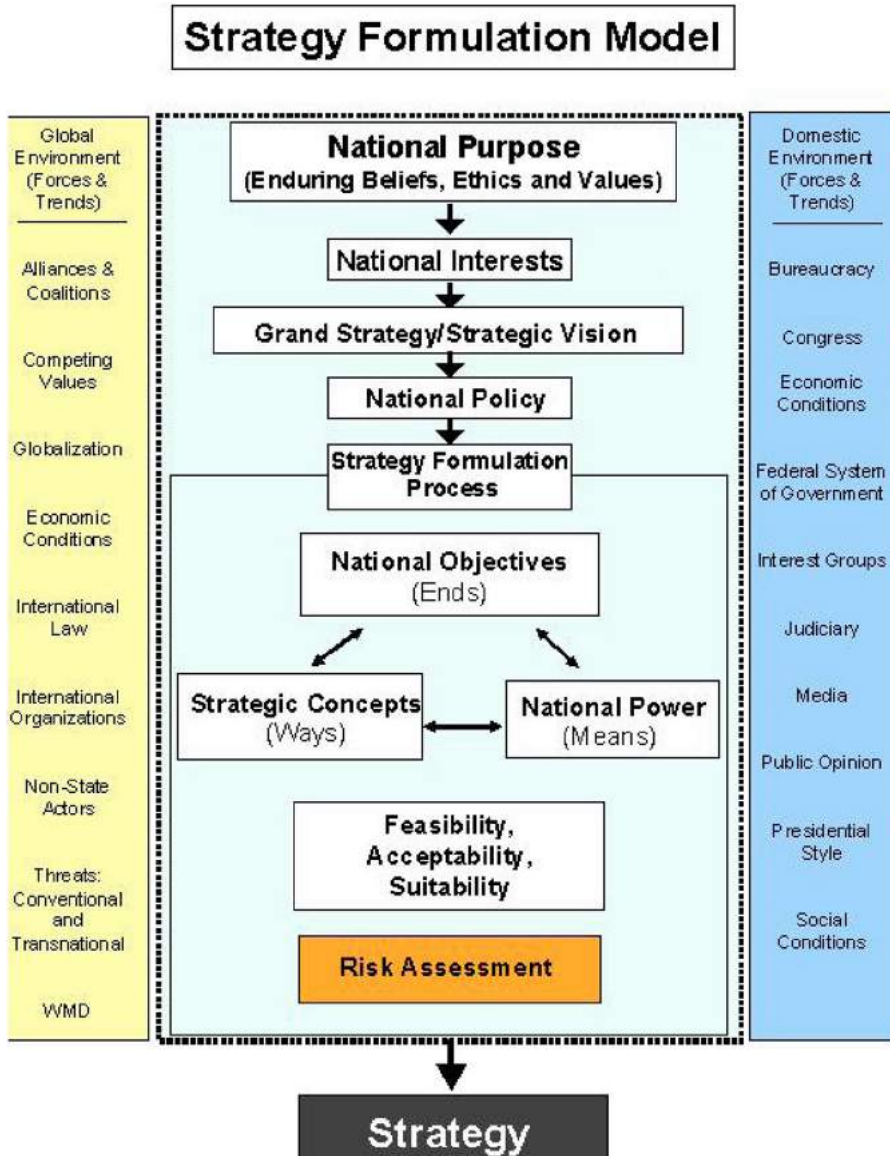 Strategy Formulation Model
Global
Environment
(Forces &
Trends)
Alliances &
Coalitions
Competing
Values
Globalization
Economic
Conditions
International
Law
International
Organizations
Non-State
Actors
Threats:
Conventional
and
Transnational
WMD
National Purpose
(Enduring Beliefs, Ethics and Values)
National Interests
Grand Strategy/Strategic Vision
National Policy
Strategy Formulation
Process
National Objectives
(Ends)
Strategic Concepts
(Ways)
National Power
(Means)
Feasibility,
Acceptability,
Suitability
Risk Assessment
Strategy
Domestic
Environment
(Forces &
Trends)
Bureaucracy
Congress
Economic
Conditions
Federal System
of Government
Interest Groups
Judiciary
Media
Public Opinion
Presidential
Style
Social
Conditions